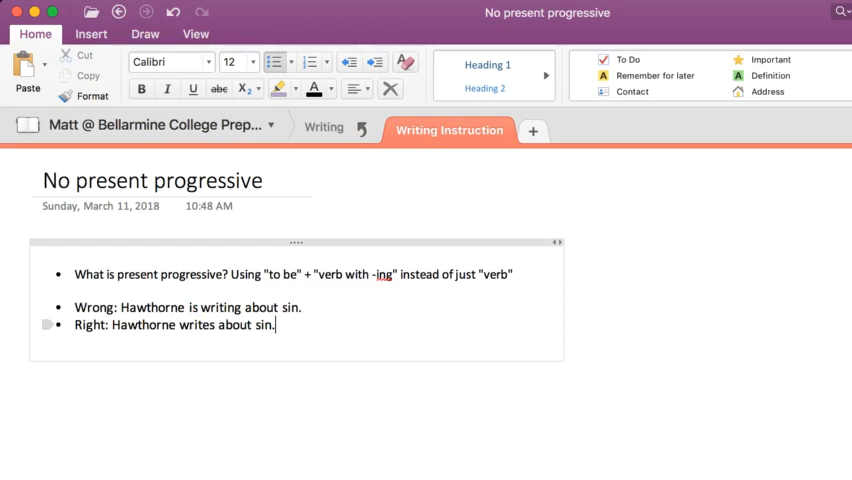 No present progressive
Home Insert Draw View
Cut
Copy
Paste Format
Calibri 12
B I U abc X2 A
Heading 1
Heading 2
To Do Important
Remember for later Definition
Contact Address
Matt @ Bellarmine College Prep... Writing Writing Instruction +
No present progressive
Sunday, March 11, 2018 10:48 AM
• What is present progressive? Using "to be" + "verb with -ing" instead of just "verb"
• Wrong: Hawthorne is writing about sin.
• Right: Hawthorne writes about sin.